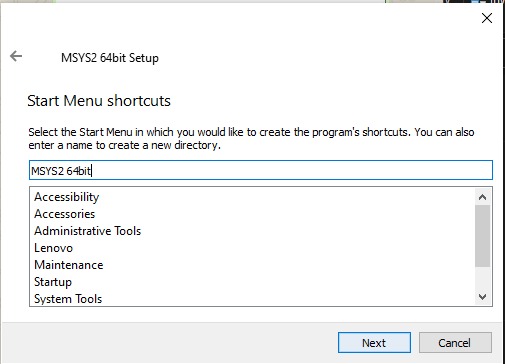 MSYS2 64bit Setup
Start Menu shortcuts
Select the Start Menu in which you would like to create the program's shortcuts. You can also
enter a name to create a new directory.
MSYS2 64bit
Accessibility
Accessories
Administrative Tools
Lenovo
Maintenance
Startup
System Tools
Next
Cancel